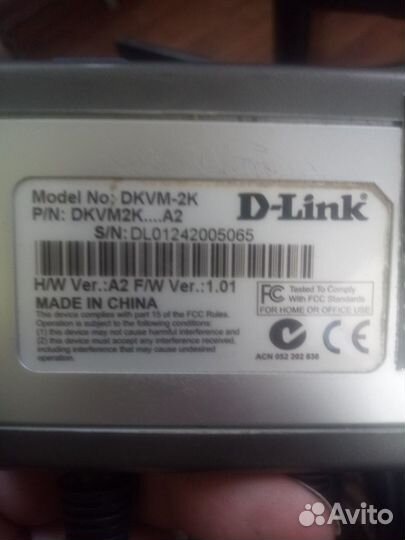 Model No: DKVM-2K
P/N: DKVM2K....A2
D-Link
S/N: DL01242005065
H/W Ver.:A2 F/W Ver.:1.01
MADE IN CHINA
This device complies with part 15 of the FCC Rules.
Operation is subject to the following conditions:
(1) this device may not cause harmful interference and
(2) this device must accept any interference received,
including interference that may cause undesired
operation.
FC Tested To Comply
With FCC Standards
FOR HOME OR OFFICE USE
CE
ACN 052 202 838
Avito